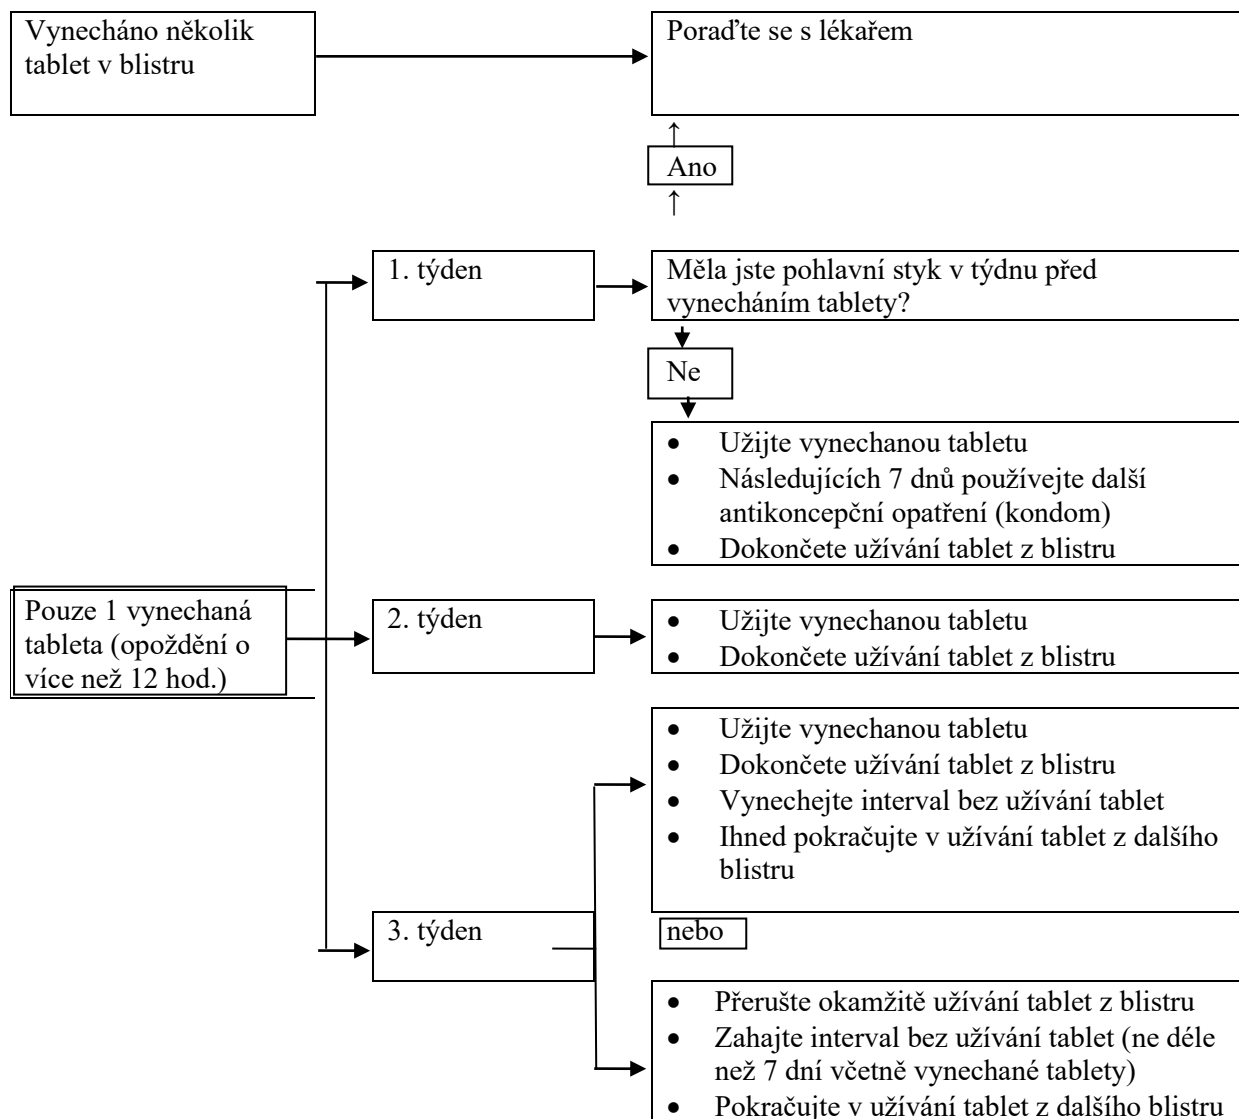 Vynecháno několik
tablet v blistru
Poraďte se s lékařem
↑
Ano
↑
1. týden
Měla jste pohlavní styk v týdnu před
vynecháním tablety?
Ne
• Užijte vynechanou tabletu
• Následujících 7 dnů používejte další
antikoncepční opatření (kondom)
• Dokončete užívání tablet z blistru
Pouze 1 vynechaná
tableta (opoždění o
více než 12 hod.)
2. týden
• Užijte vynechanou tabletu
• Dokončete užívání tablet z blistru
• Užijte vynechanou tabletu
• Dokončete užívání tablet z blistru
• Vynechejte interval bez užívání tablet
• Ihned pokračujte v užívání tablet z dalšího
blistru
3. týden
nebo
• Přerušte okamžitě užívání tablet z blistru
• Zahajte interval bez užívání tablet (ne déle
než 7 dní včetně vynechané tablety)
• Pokračujte v užívání tablet z dalšího blistru